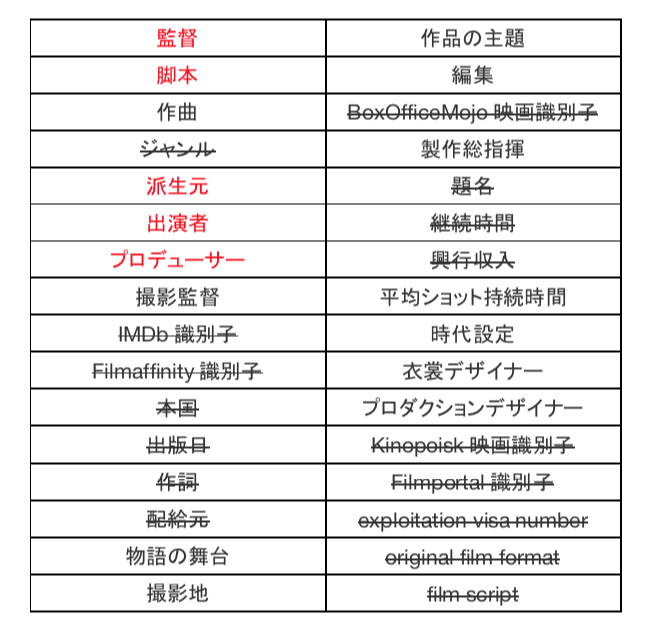 監督 作品の主題
脚本 編集
作曲 BoxOfficeMojo 映画識別子
ジャンル 製作総指揮
派生元 題名
出演者 継続時間
プロデューサー 興行収入
撮影監督 平均ショット持続時間
IMDb 識別子 時代設定
Filmaffinity 識別子 衣裳デザイナー
本国 プロダクションデザイナー
出版日 Kinopoisk 映画識別子
作詞 Filmportal 識別子
配給元 exploitation visa number
物語の舞台 original film format
撮影地 film script